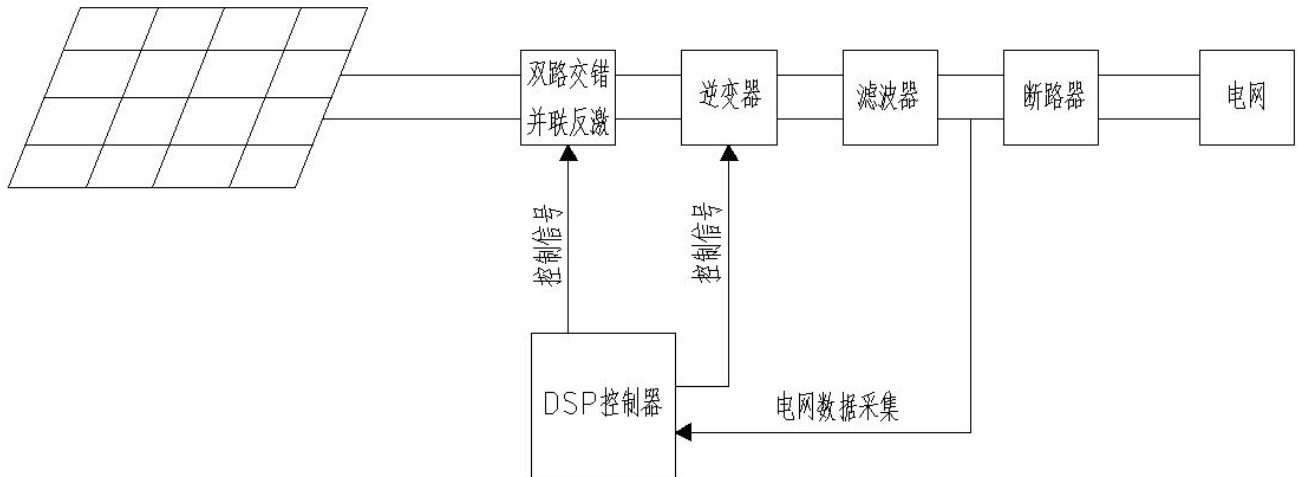 双路交错
并联反激
逆变器
滤波器
断路器
电网
控制信号
控制信号
DSP控制器
电网数据采集